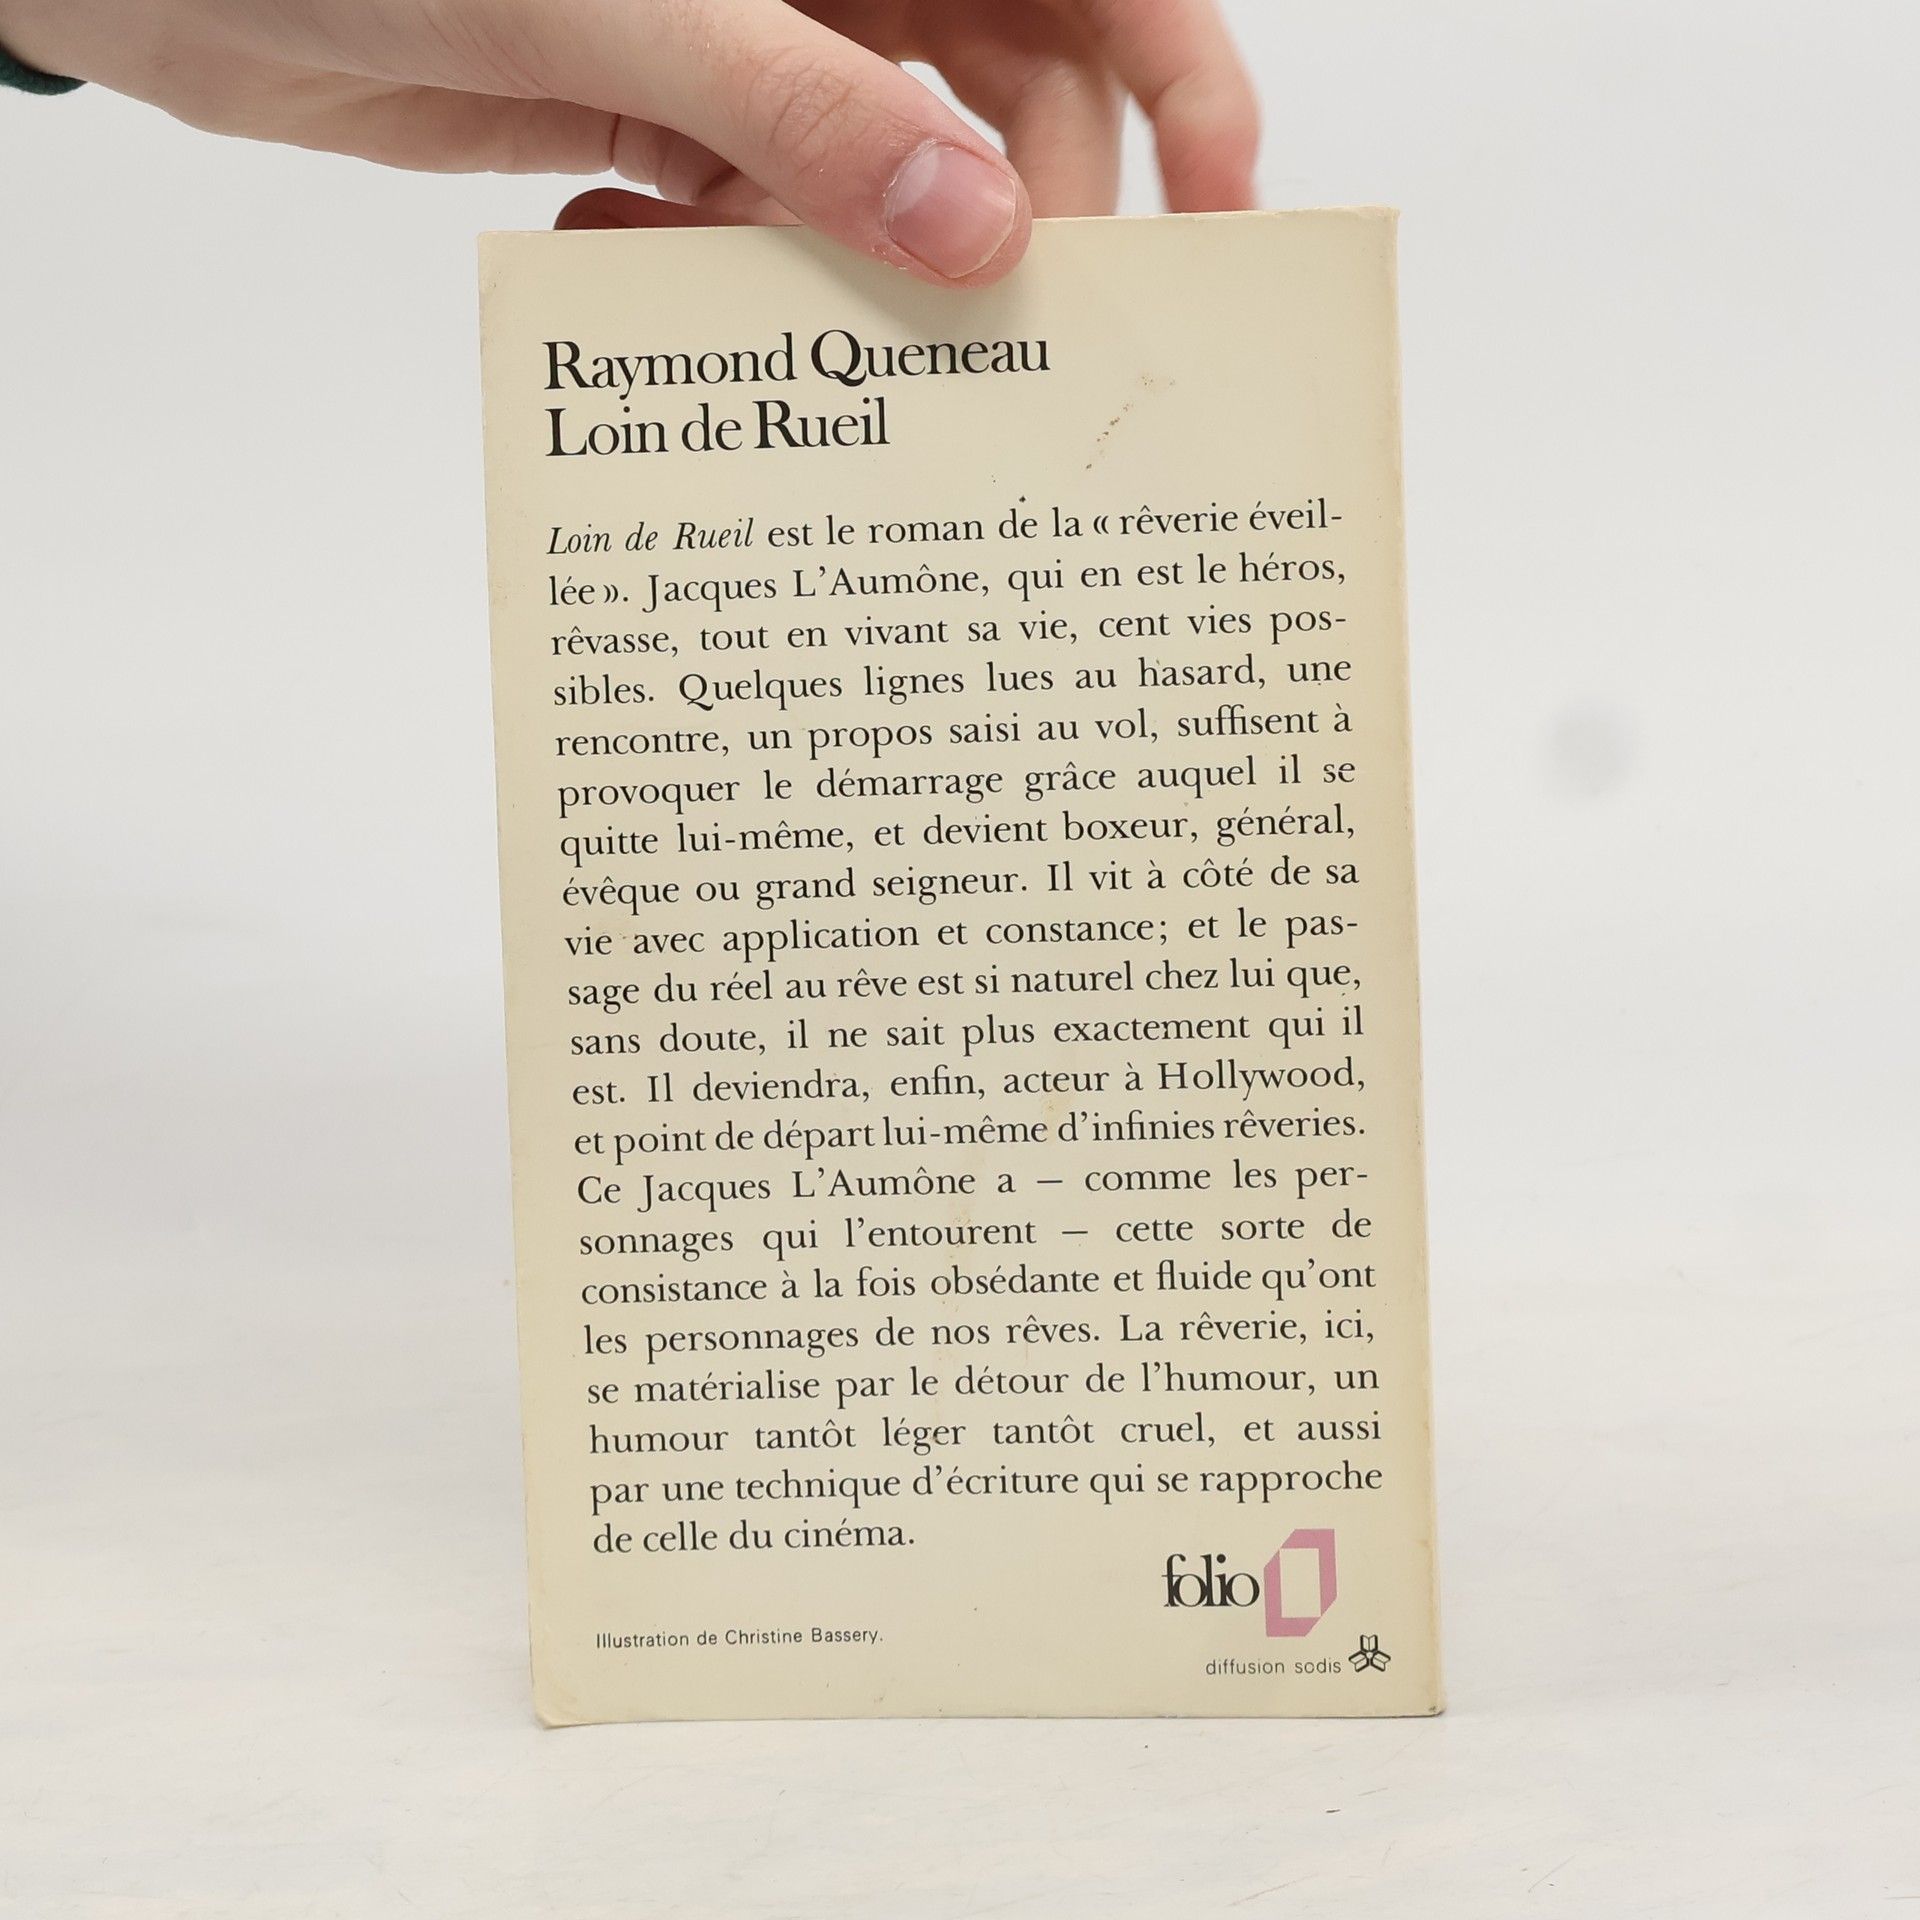 Raymond Queneau
Loin de Rueil
Loin de Rueil est le roman de la « rêverie éveil-
lée ». Jacques L'Aumône, qui en est le héros,
rêvasse, tout en vivant sa vie, cent vies pos-
sibles. Quelques lignes lues au hasard, une
rencontre, un propos saisi au vol, suffisent à
provoquer le démarrage grâce auquel il se
quitte lui-même, et devient boxeur, général,
évêque ou grand seigneur. Il vit à côté de sa
vie avec application et constance; et le pas-
sage du réel au rêve est si naturel chez lui que,
sans doute, il ne sait plus exactement qui il
est. Il deviendra, enfin, acteur à Hollywood,
et point de départ lui-même d'infinies rêveries.
Ce Jacques L'Aumône a — comme les per-
sonnages qui l'entourent — cette sorte de
consistance à la fois obsédante et fluide qu'ont
les personnages de nos rêves. La rêverie, ici,
se matérialise par le détour de l'humour, un
humour tantôt léger tantôt cruel, et aussi
par une technique d'écriture qui se rapproche
de celle du cinéma.
folio
Illustration de Christine Bassery.
diffusion sodis